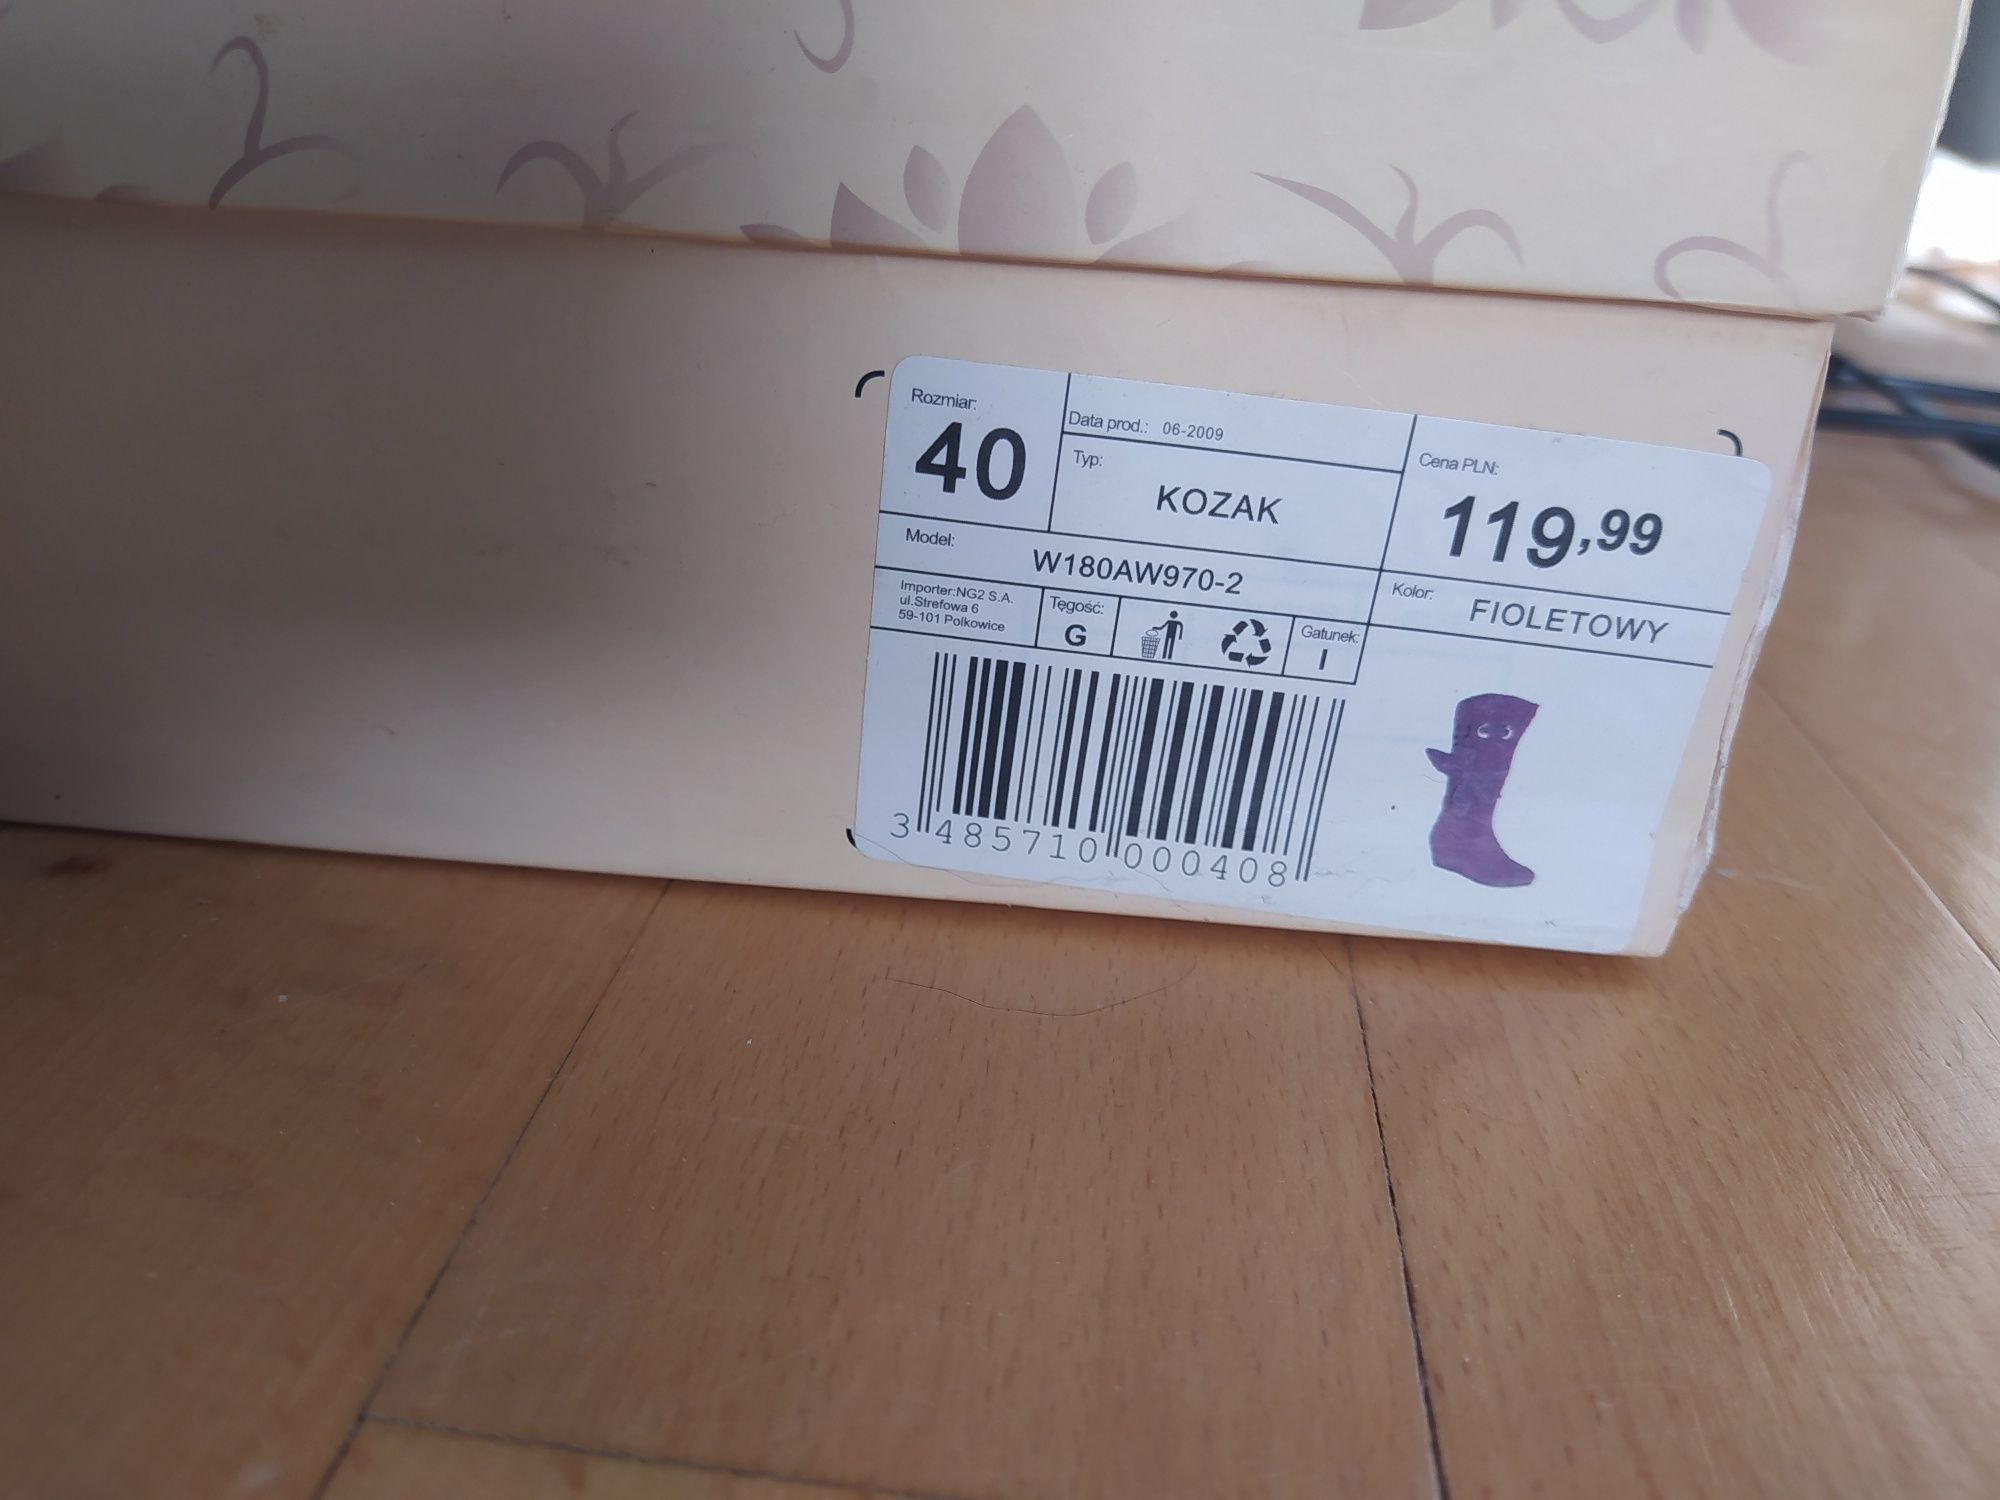 Rozmiar:
40
Data prod.: 06-2009
Typ:
KOZAK
Cena PLN:
119,99
Model:
W180AW970-2
Kolor:
FIOLETOWY
Importer:NG2 S.A.
ul.Strefowa 6
59-101 Polkowice
Tęgość:
G
Gatunek:
I
3 485710 000408